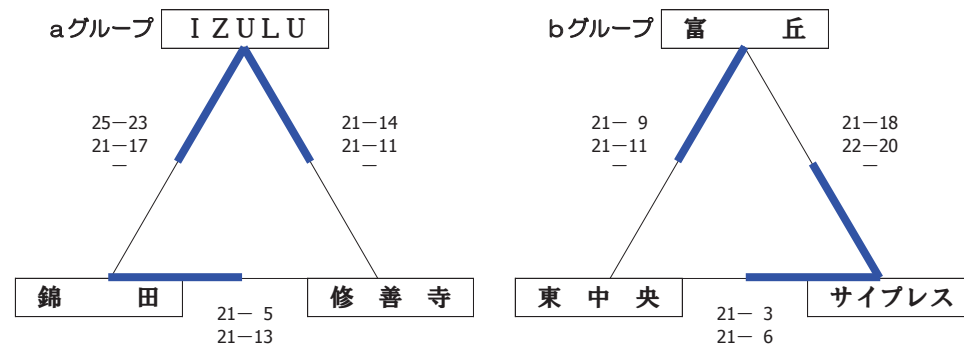 aグループ
IZULU
25－23
21－17
－
21－14
21－11
－
錦田
修善寺
21－ 5
21－13
bグループ
富丘
21－ 9
21－11
－
21－18
22－20
－
東中央
サイプレス
21－ 3
21－ 6